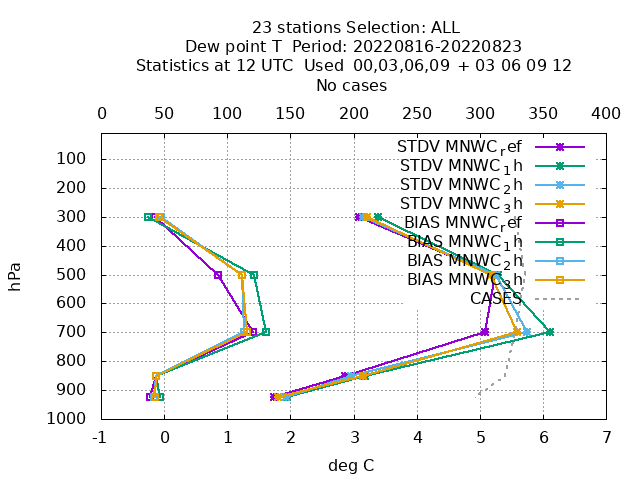 23 stations Selection: ALL
Dew point T  Period: 20220816-20220823
Statistics at 12 UTC  Used  00,03,06,09 + 03 06 09 12
No cases
0 50 100 150 200 250 300 350 400
STDV MNWC_ref
STDV MNWC_1h
STDV MNWC_2h
STDV MNWC_3h
BIAS MNWC_ref
BIAS MNWC_1h
BIAS MNWC_2h
BIAS MNWC_3h
CASES
100
200
300
400
500
600
700
800
900
1000
hPa
-1 0 1 2 3 4 5 6 7
deg C